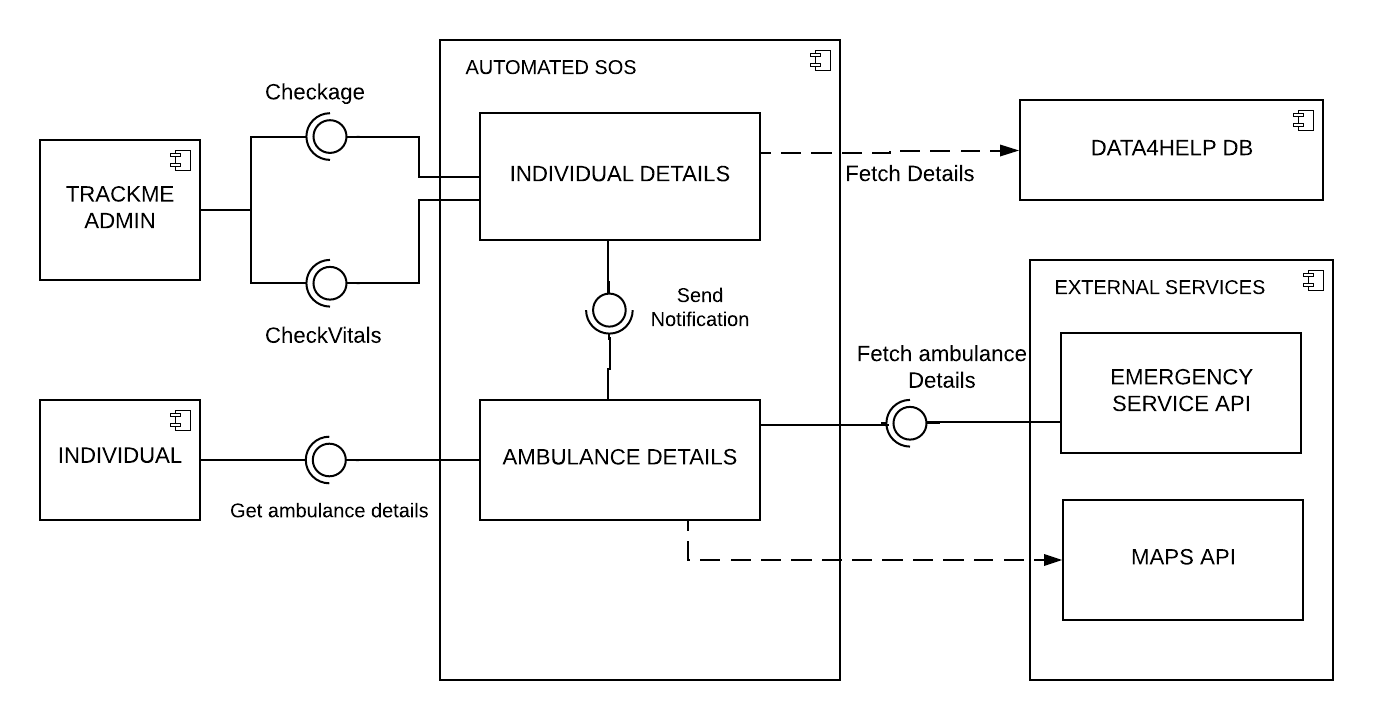 AUTOMATED SOS
Checkage
TRACKME
ADMIN
INDIVIDUAL DETAILS
Fetch Details
DATA4HELP DB
CheckVitals
Send
Notification
EXTERNAL SERVICES
Fetch ambulance
Details
EMERGENCY
SERVICE API
INDIVIDUAL
Get ambulance details
AMBULANCE DETAILS
MAPS API